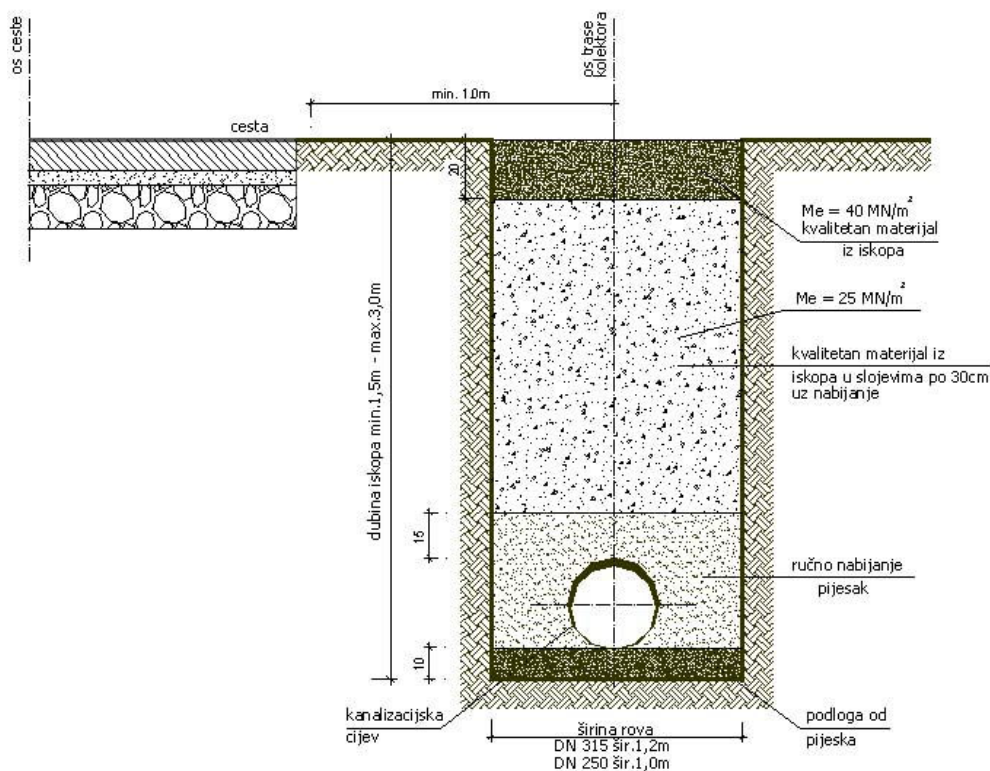 os ceste
os trase
kolektora
min. 1.0m
cesta
20
Me = 40 MN/m²
kvalitetan materijal
iz iskopa
Me = 25 MN/m²
dubina iskopa min.1,5m - max.3,0m
kvalitetan materijal iz
iskopa u slojevima po 30cm
uz nabijanje
15
ručno nabijanje
pijesak
10
kanalizacijska
cijev
širina rova
DN 315 šir.1,2m
DN 250 šir.1,0m
podloga od
pijeska